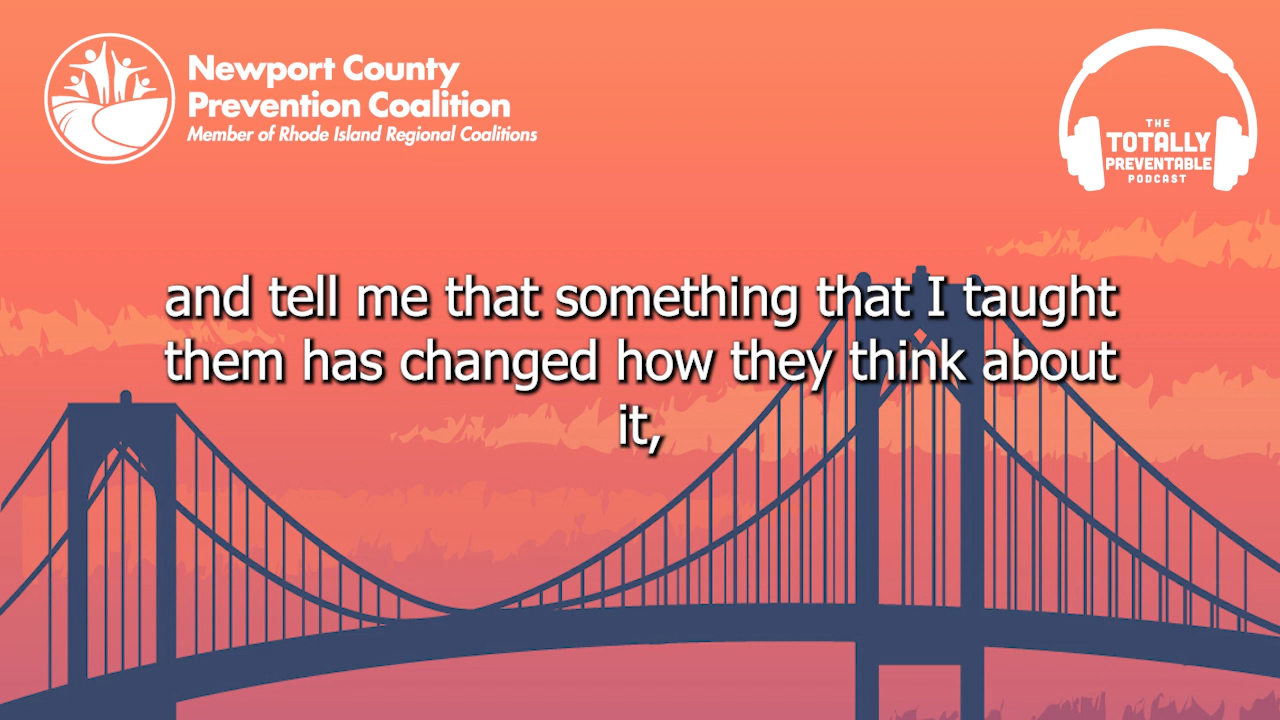 Newport County
Prevention Coalition
Member of Rhode Island Regional Coalitions
THE
TOTALLY
PREVENTABLE
PODCAST
and tell me that something that I taught
them has changed how they think about
it,